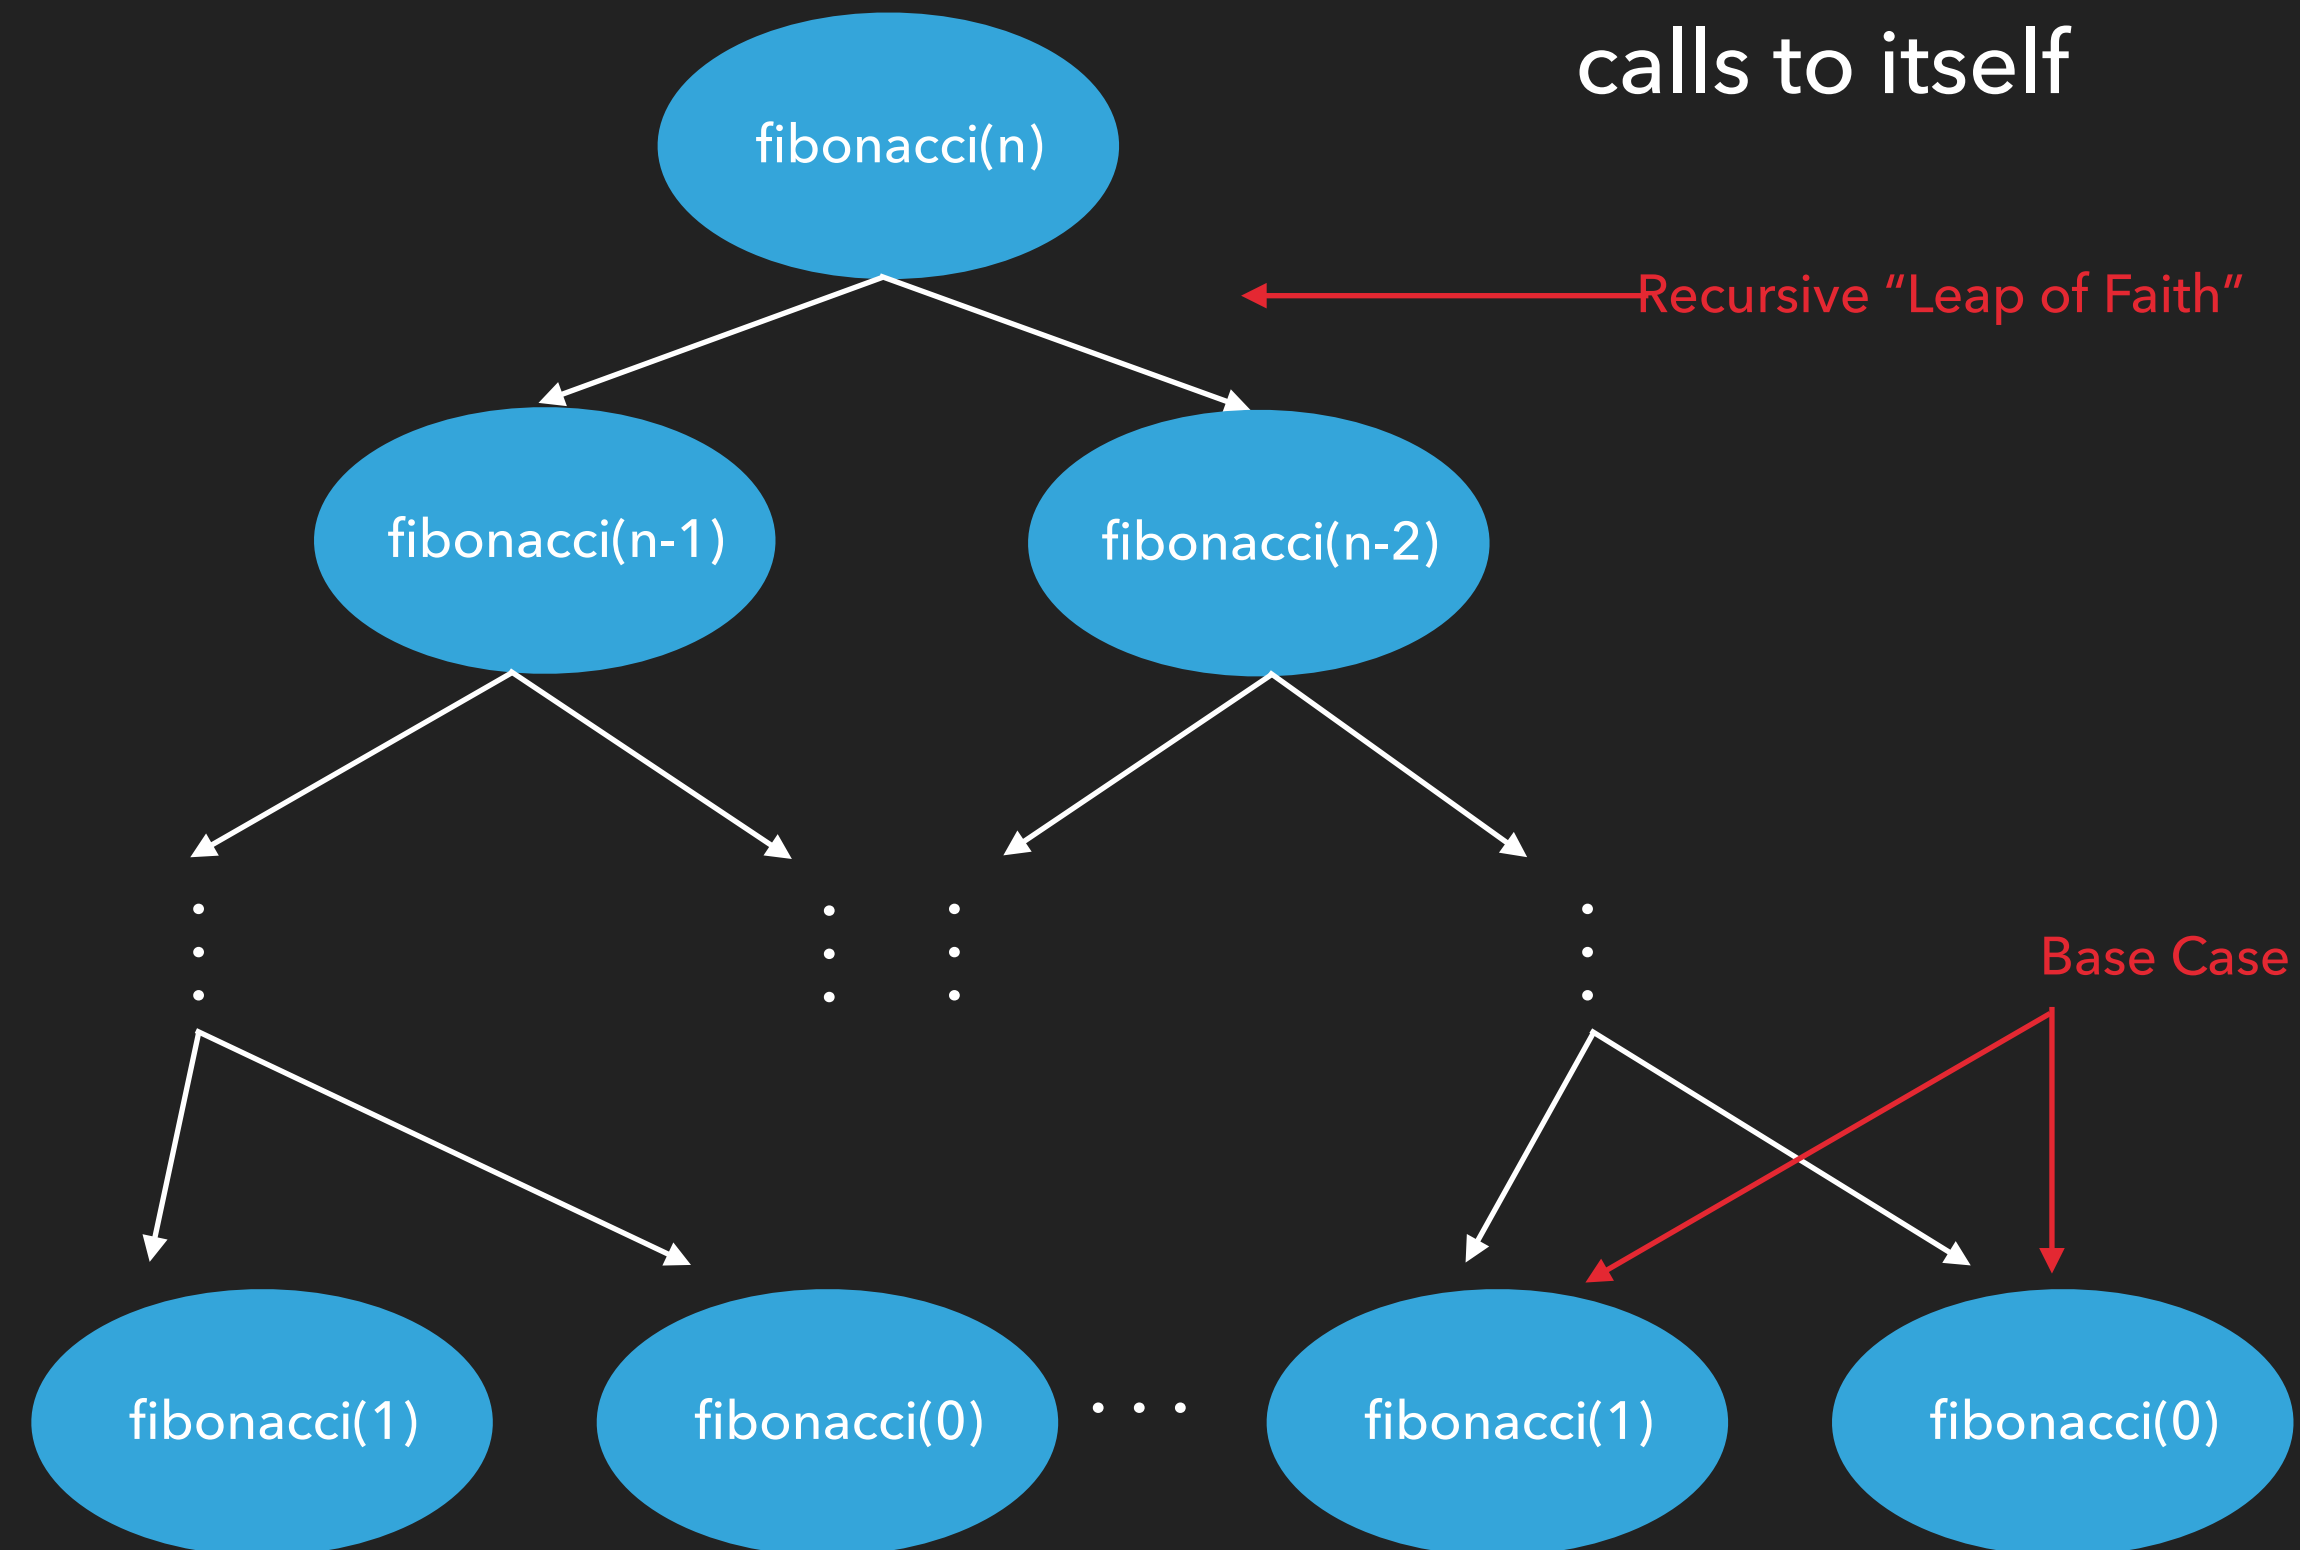 calls to itself
fibonacci(n)
Recursive “Leap of Faith”
fibonacci(n-1)
fibonacci(n-2)
Base Case
fibonacci(1)
fibonacci(0)
. . .
fibonacci(1)
fibonacci(0)